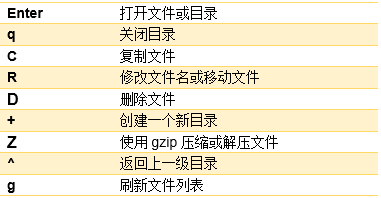 Enter 打开文件或目录
q 关闭目录
C 复制文件
R 修改文件名或移动文件
D 删除文件
+ 创建一个新目录
Z 使用 gzip 压缩或解压文件
^ 返回上一级目录
g 刷新文件列表